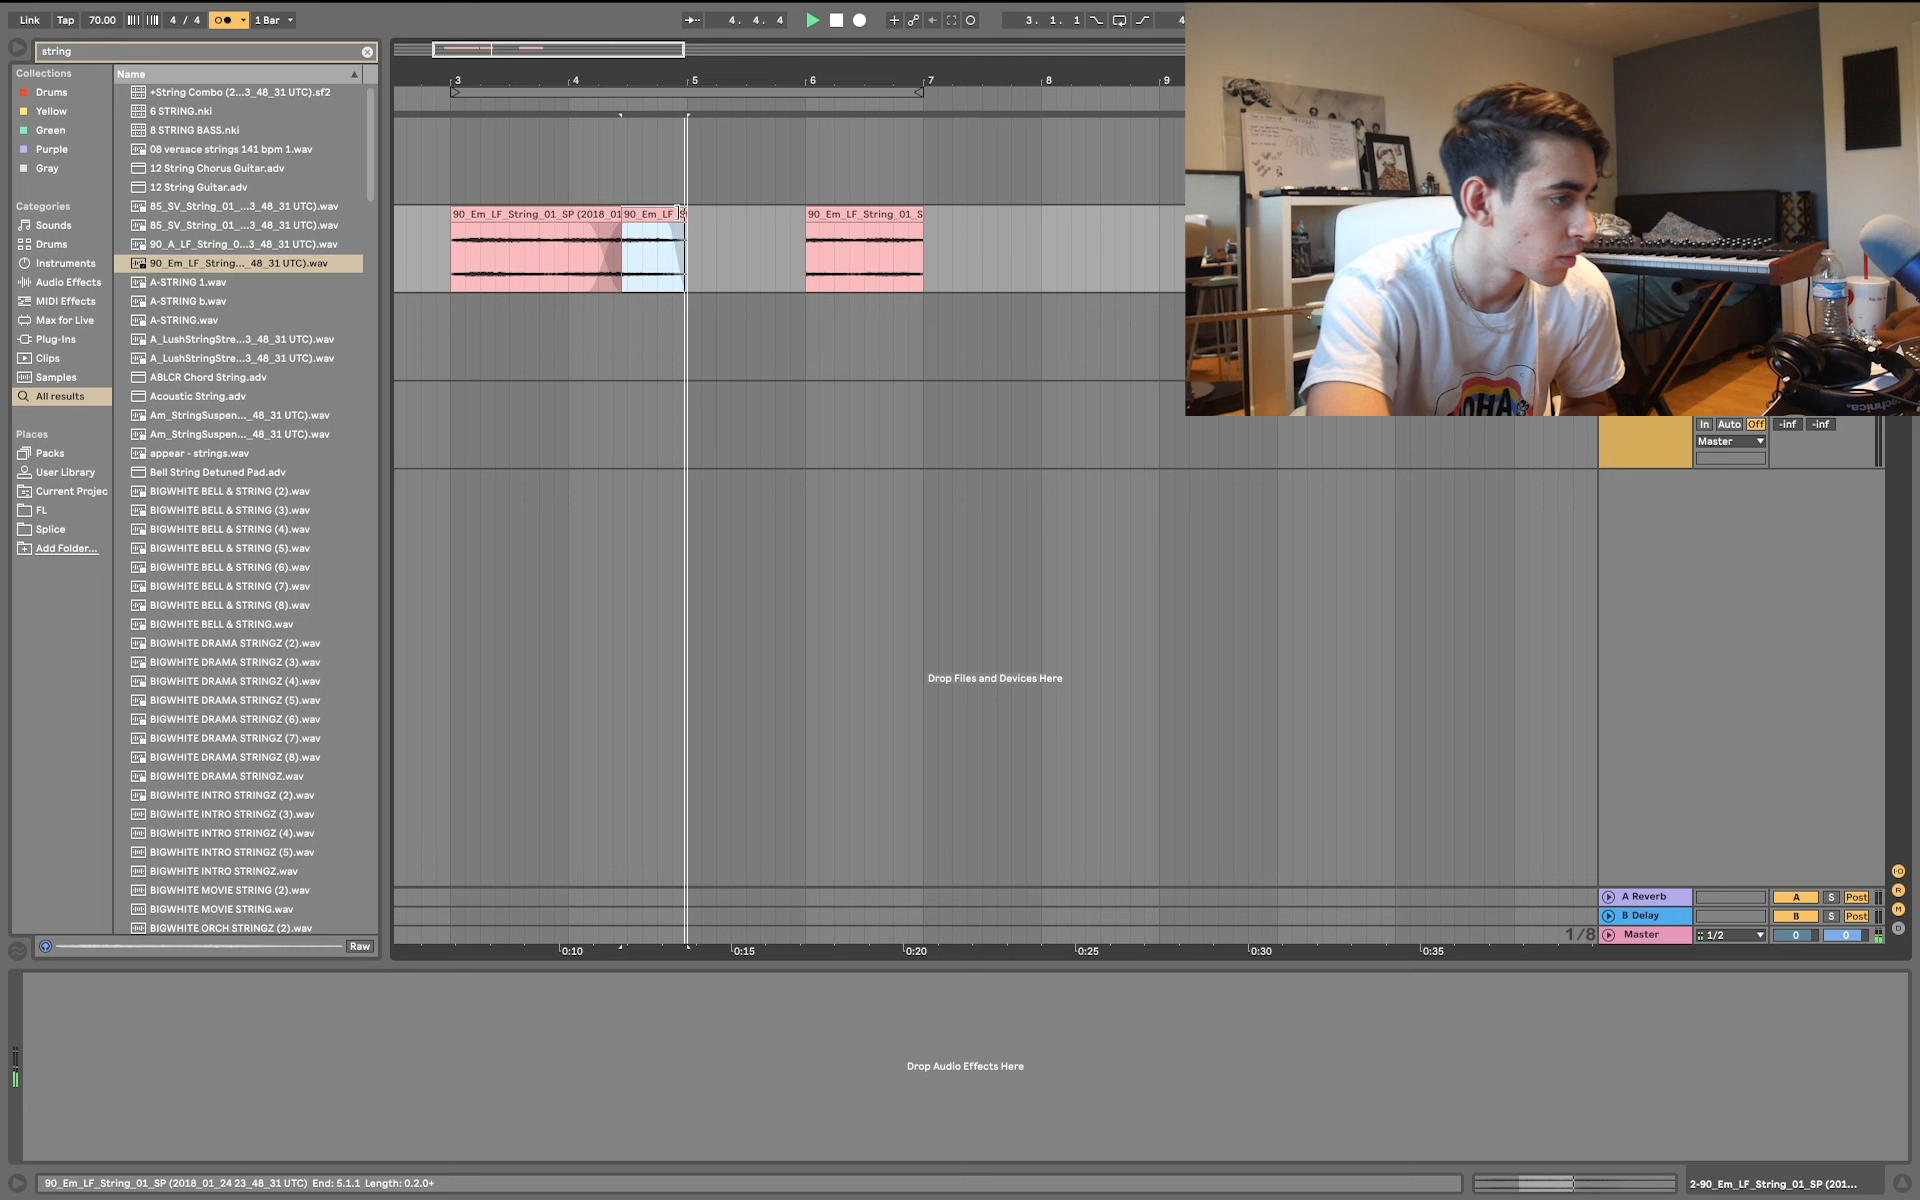 Link Tap 70.00 4 / 4 1 Bar 4. 4. 4 3. 1. 1 4
string
Collections
Drums
Yellow
Green
Purple
Gray
Categories
Sounds
Drums
Instruments
Audio Effects
MIDI Effects
Max for Live
Plug-Ins
Clips
Samples
All results
Places
Packs
User Library
Current Projec
FL
Splice
Add Folder...
Name
+String Combo (2...3_48_31 UTC).sf2
6 STRING.nki
8 STRING BASS.nki
08 versace strings 141 bpm 1.wav
12 String Chorus Guitar.adv
12 String Guitar.adv
85_SV_String_01_...3_48_31 UTC).wav
85_SV_String_01_...3_48_31 UTC).wav
90_A_LF_String_0...3_48_31 UTC).wav
90_Em_LF_String..._48_31 UTC).wav
A-STRING 1.wav
A-STRING b.wav
A-STRING.wav
A_LushStringStre...3_48_31 UTC).wav
A_LushStringStre...3_48_31 UTC).wav
ABLCR Chord String.adv
Acoustic String.adv
Am_StringSuspen..._48_31 UTC).wav
Am_StringSuspen..._48_31 UTC).wav
appear - strings.wav
Bell String Detuned Pad.adv
BIGWHITE BELL & STRING (2).wav
BIGWHITE BELL & STRING (3).wav
BIGWHITE BELL & STRING (4).wav
BIGWHITE BELL & STRING (5).wav
BIGWHITE BELL & STRING (6).wav
BIGWHITE BELL & STRING (7).wav
BIGWHITE BELL & STRING (8).wav
BIGWHITE BELL & STRING.wav
BIGWHITE DRAMA STRINGZ (2).wav
BIGWHITE DRAMA STRINGZ (3).wav
BIGWHITE DRAMA STRINGZ (4).wav
BIGWHITE DRAMA STRINGZ (5).wav
BIGWHITE DRAMA STRINGZ (6).wav
BIGWHITE DRAMA STRINGZ (7).wav
BIGWHITE DRAMA STRINGZ (8).wav
BIGWHITE DRAMA STRINGZ.wav
BIGWHITE INTRO STRINGZ (2).wav
BIGWHITE INTRO STRINGZ (3).wav
BIGWHITE INTRO STRINGZ (4).wav
BIGWHITE INTRO STRINGZ (5).wav
BIGWHITE INTRO STRINGZ.wav
BIGWHITE MOVIE STRING (2).wav
BIGWHITE MOVIE STRING.wav
BIGWHITE ORCH STRINGZ (2).wav
Raw
3 4 5 6 7 8 9
90_Em_LF_String_01_SP (2018_01 90_Em_LF_S 90_Em_LF_String_01_S
OHA
In Auto Off -inf -inf
Master
Drop Files and Devices Here
A Reverb A S Post
B Delay B S Post
1/8 Master 1/2 0 0
0:10 0:15 0:20 0:25 0:30 0:35
Drop Audio Effects Here
90_Em_LF_String_01_SP (2018_01_24 23_48_31 UTC) End: 5.1.1 Length: 0.2.0+
2-90_Em_LF_String_01_SP (201...